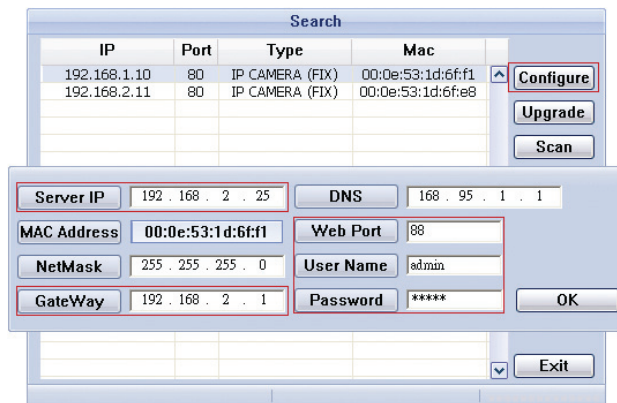 Search
IP Port Type Mac
192.168.1.10 80 IP CAMERA (FIX) 00:0e:53:1d:6f:f1
Configure
192.168.2.11 80 IP CAMERA (FIX) 00:0e:53:1d:6f:e8
Upgrade
Scan
Server IP 192 . 168 . 2 . 25 DNS 168 . 95 . 1 . 1
MAC Address 00:0e:53:1d:6f:f1 Web Port 88
NetMask 255 . 255 . 255 . 0 User Name admin
GateWay 192 . 168 . 2 . 1 Password ***** OK
Exit